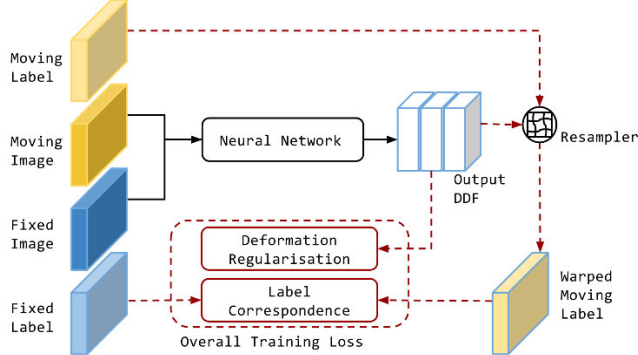 Moving
Label
Moving
Image
Fixed
Image
Fixed
Label
Neural Network
Output
DDF
Resampler
Deformation
Regularisation
Label
Correspondence
Overall Training Loss
Warped
Moving
Label